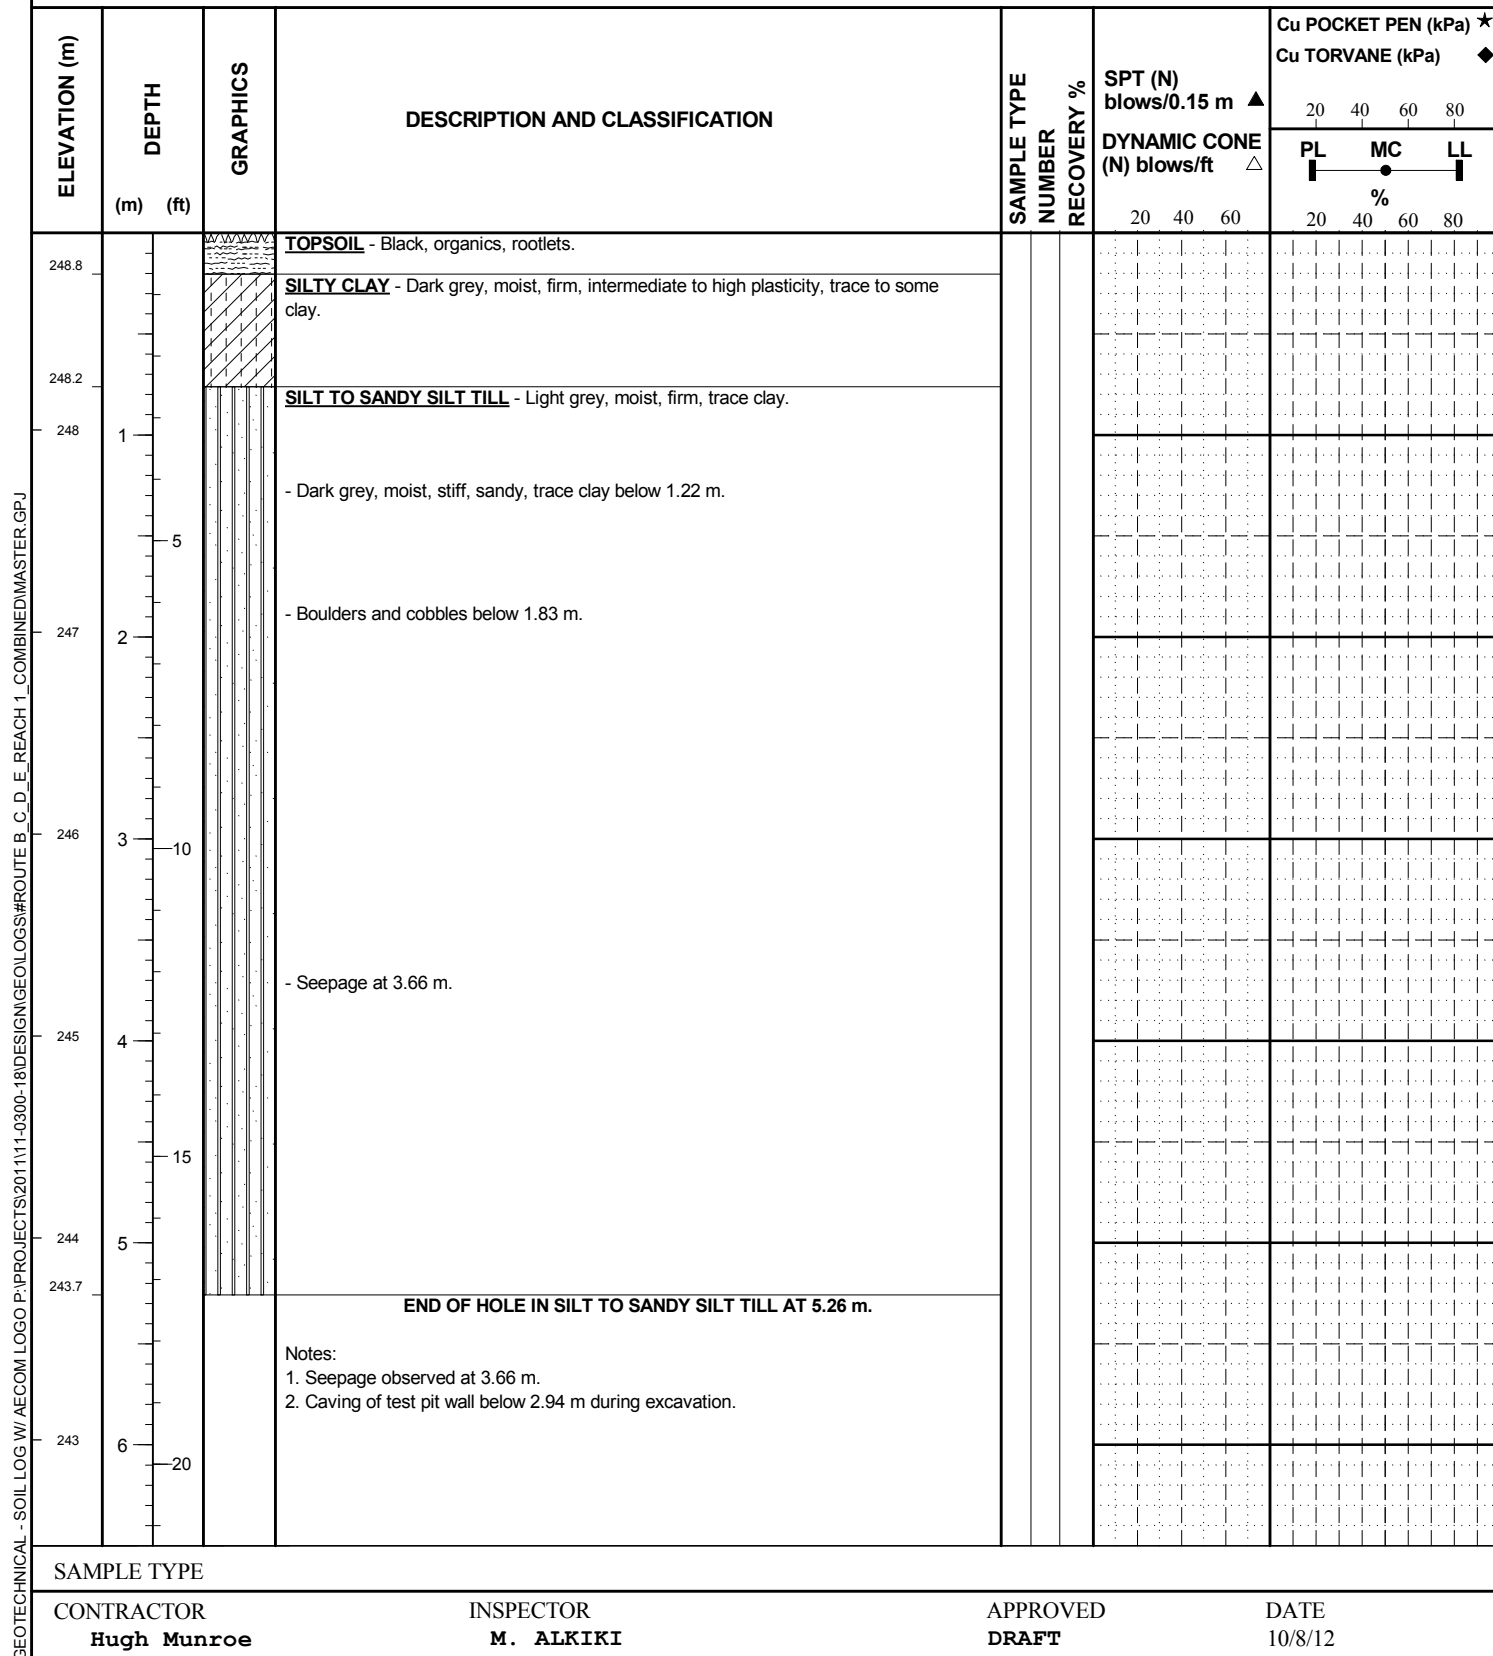 ELEVATION (m)
DEPTH
(m) (ft)
GRAPHICS
DESCRIPTION AND CLASSIFICATION
SAMPLE TYPE
NUMBER
RECOVERY %
SPT (N)
blows/0.15 m ▲
DYNAMIC CONE
(N) blows/ft △
20 40 60
Cu POCKET PEN (kPa) ★
Cu TORVANE (kPa) ◆
20 40 60 80
PL MC LL
%
20 40 60 80
TOPSOIL - Black, organics, rootlets.
248.8
SILTY CLAY - Dark grey, moist, firm, intermediate to high plasticity, trace to some
clay.
248.2
SILT TO SANDY SILT TILL - Light grey, moist, firm, trace clay.
248
1
- Dark grey, moist, stiff, sandy, trace clay below 1.22 m.
5
- Boulders and cobbles below 1.83 m.
247
2
246
3
10
- Seepage at 3.66 m.
245
4
15
244
5
243.7
END OF HOLE IN SILT TO SANDY SILT TILL AT 5.26 m.
Notes:
1. Seepage observed at 3.66 m.
2. Caving of test pit wall below 2.94 m during excavation.
243
6
20
SAMPLE TYPE
CONTRACTOR INSPECTOR APPROVED DATE
Hugh Munroe M. ALKIKI DRAFT 10/8/12
GEOTECHNICAL - SOIL LOG W/ AECOM LOGO P:\PROJECTS\2011\11-0300-18\DESIGN\GEO\LOGS\#ROUTE B_C_D_E_REACH 1_COMBINED\MASTER.GPJ